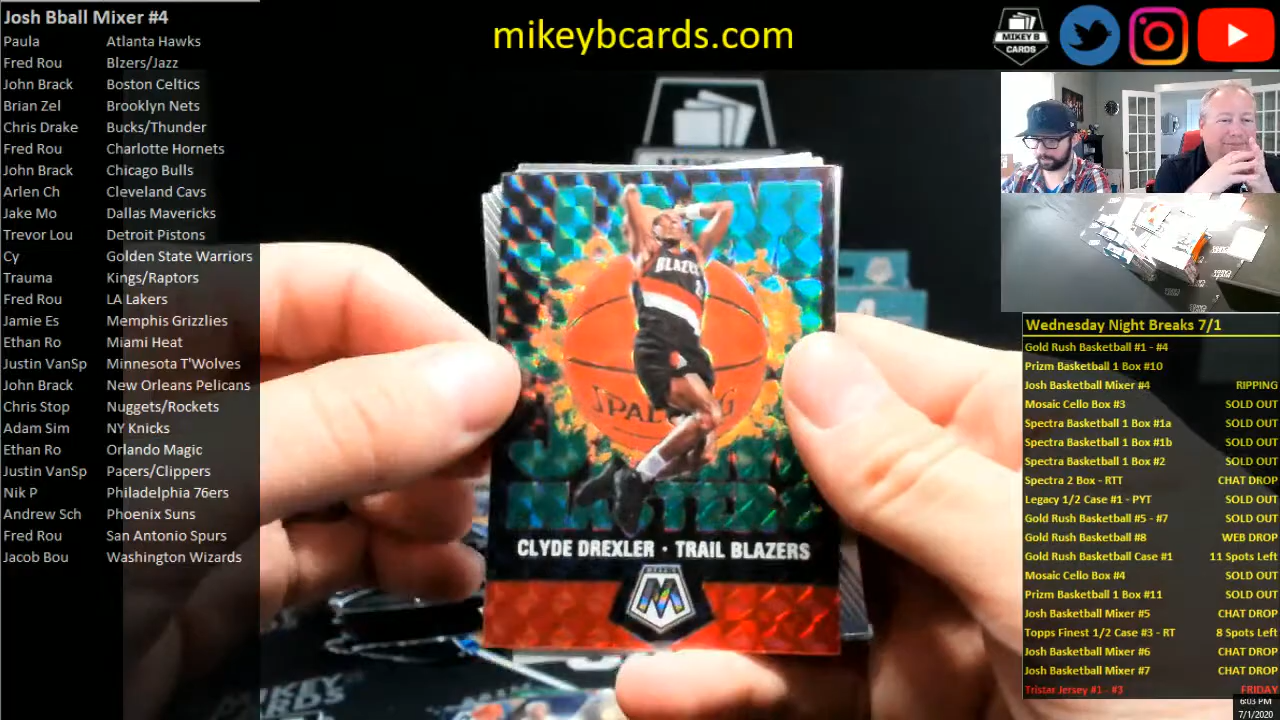 Josh Bball Mixer #4
Paula Atlanta Hawks
Fred Rou Blzers/Jazz
John Brack Boston Celtics
Brian Zel Brooklyn Nets
Chris Drake Bucks/Thunder
Fred Rou Charlotte Hornets
John Brack Chicago Bulls
Arlen Ch Cleveland Cavs
Jake Mo Dallas Mavericks
Trevor Lou Detroit Pistons
Cy Golden State Warriors
Trauma Kings/Raptors
Fred Rou LA Lakers
Jamie Es Memphis Grizzlies
Ethan Ro Miami Heat
Justin VanSp Minnesota T'Wolves
John Brack New Orleans Pelicans
Chris Stop Nuggets/Rockets
Adam Sim NY Knicks
Ethan Ro Orlando Magic
Justin VanSp Pacers/Clippers
Nik P Philadelphia 76ers
Andrew Sch Phoenix Suns
Fred Rou San Antonio Spurs
Jacob Bou Washington Wizards
mikeybcards.com
MIKEY B
CARDS
SPALDING
CLYDE DREXLER • TRAIL BLAZERS
MOSAIC
M
Wednesday Night Breaks 7/1
Gold Rush Basketball #1 - #4
Prizm Basketball 1 Box #10
Josh Basketball Mixer #4 RIPPING
Mosaic Cello Box #3 SOLD OUT
Spectra Basketball 1 Box #1a SOLD OUT
Spectra Basketball 1 Box #1b SOLD OUT
Spectra Basketball 1 Box #2 SOLD OUT
Spectra 2 Box - RTT CHAT DROP
Legacy 1/2 Case #1 - PYT SOLD OUT
Gold Rush Basketball #5 - #7 SOLD OUT
Gold Rush Basketball #8 WEB DROP
Gold Rush Basketball Case #1 11 Spots Left
Mosaic Cello Box #4 SOLD OUT
Prizm Basketball 1 Box #11 SOLD OUT
Josh Basketball Mixer #5 CHAT DROP
Topps Finest 1/2 Case #3 - RT 8 Spots Left
Josh Basketball Mixer #6 CHAT DROP
Josh Basketball Mixer #7 CHAT DROP
Tristar Jersey #1 - #3 FRIDAY
6:03 PM
7/1/2020